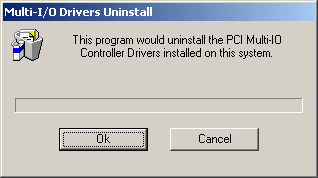 Multi-I/O Drivers Uninstall
This program would uninstall the PCI Multi-IO
Controller Drivers installed on this system.
Ok
Cancel